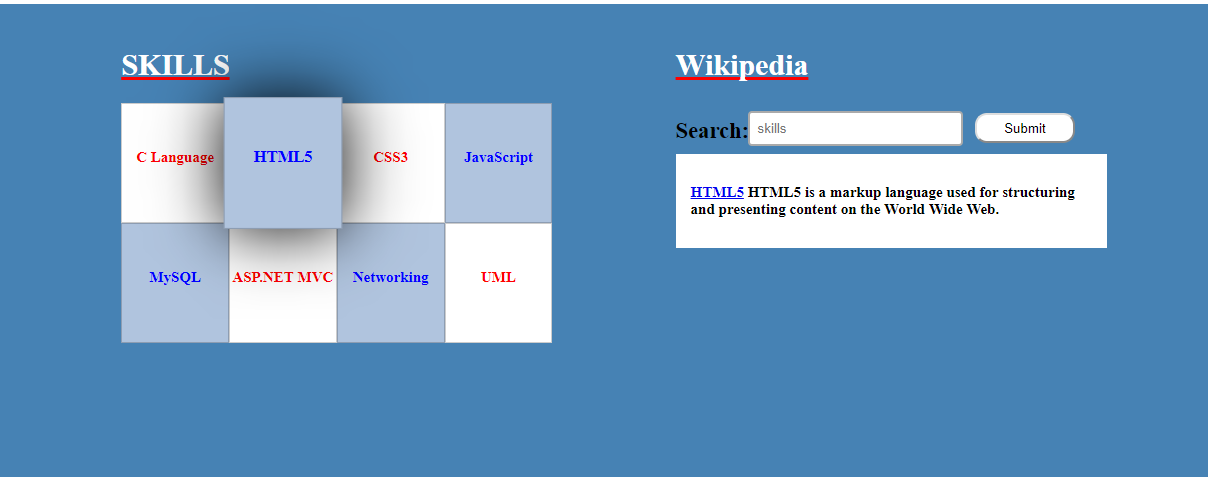 SKILLS
C Language
HTML5
CSS3
JavaScript
MySQL
ASP.NET MVC
Networking
UML
Wikipedia
Search:
skills
Submit
HTML5 HTML5 is a markup language used for structuring
and presenting content on the World Wide Web.